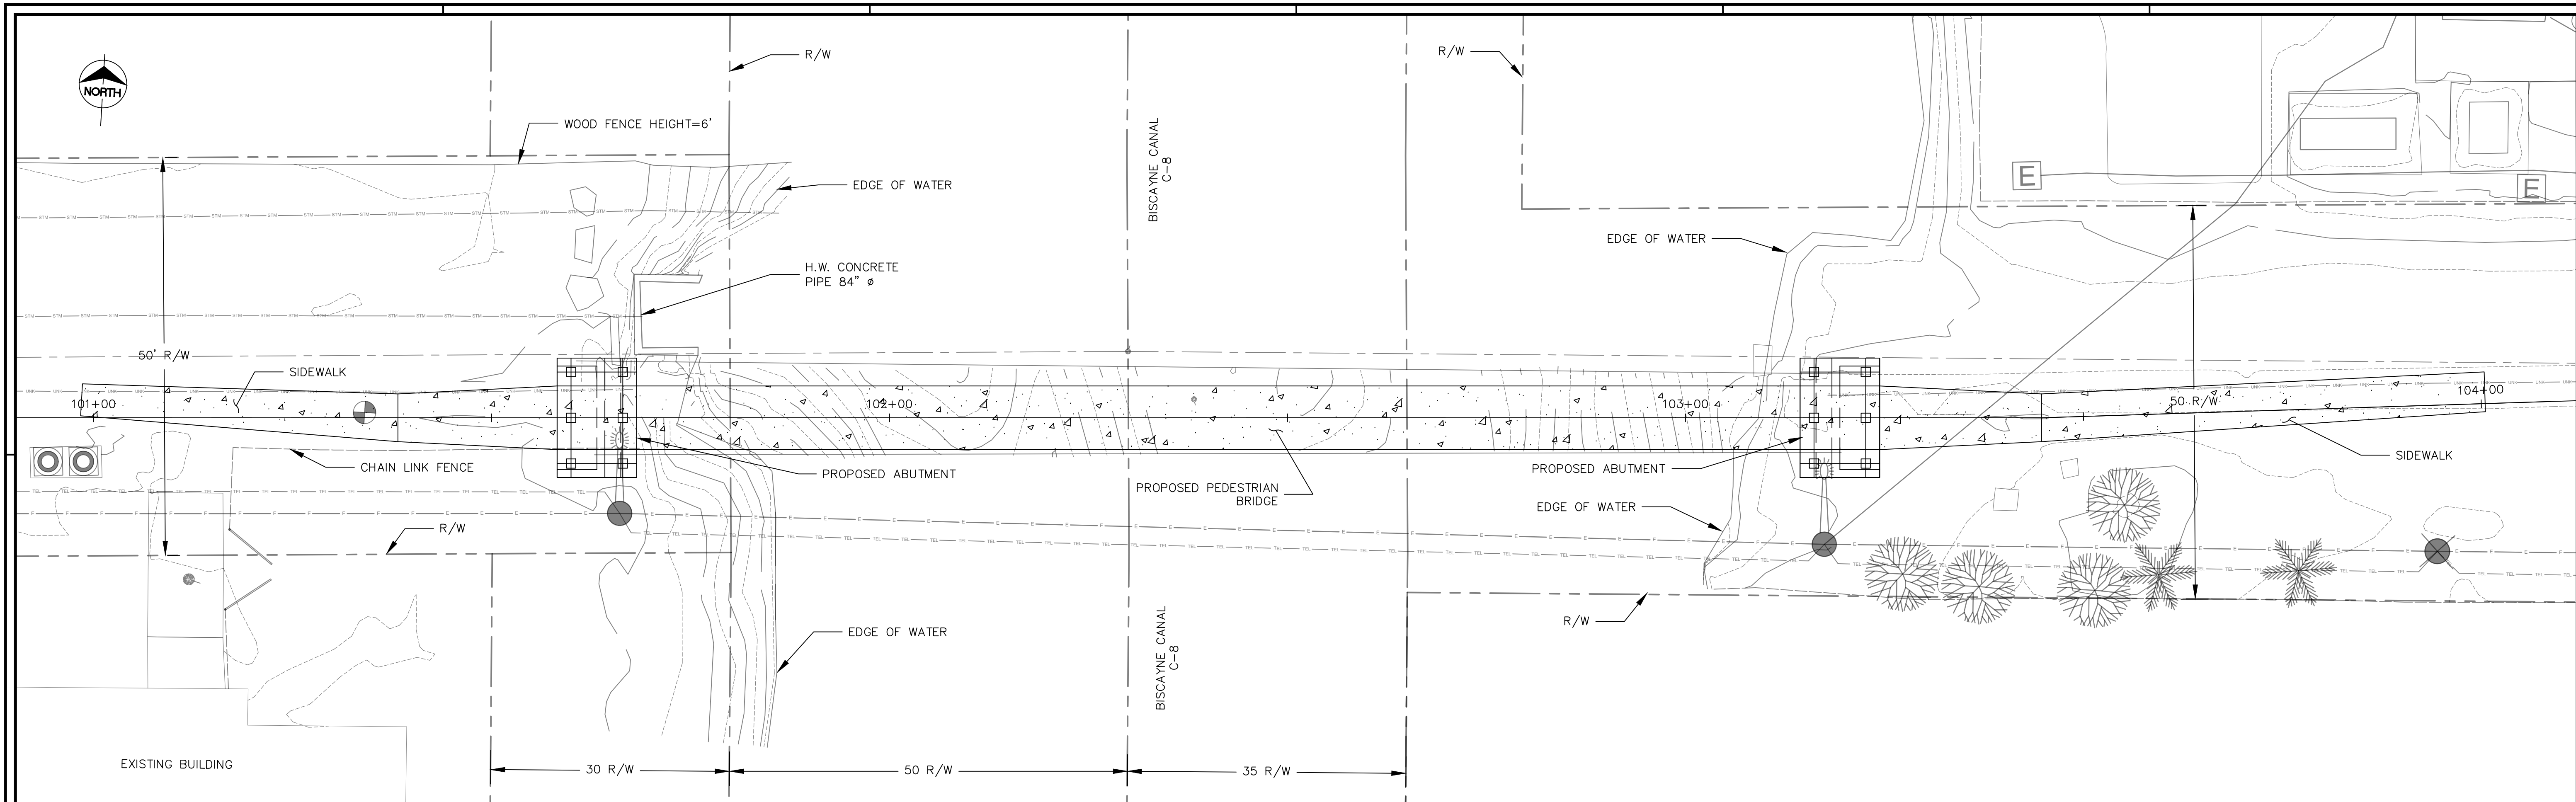 R/W
R/W
NORTH
WOOD FENCE HEIGHT=6'
BISCAYNE CANAL
C-8
E
E
EDGE OF WATER
EDGE OF WATER
H.W. CONCRETE
PIPE 84" ø
50' R/W
SIDEWALK
101+00
102+00
103+00
50 R/W
104+00
CHAIN LINK FENCE
PROPOSED ABUTMENT
PROPOSED PEDESTRIAN
BRIDGE
PROPOSED ABUTMENT
SIDEWALK
EDGE OF WATER
R/W
R/W
EDGE OF WATER
BISCAYNE CANAL
C-8
EXISTING BUILDING
30 R/W
50 R/W
35 R/W